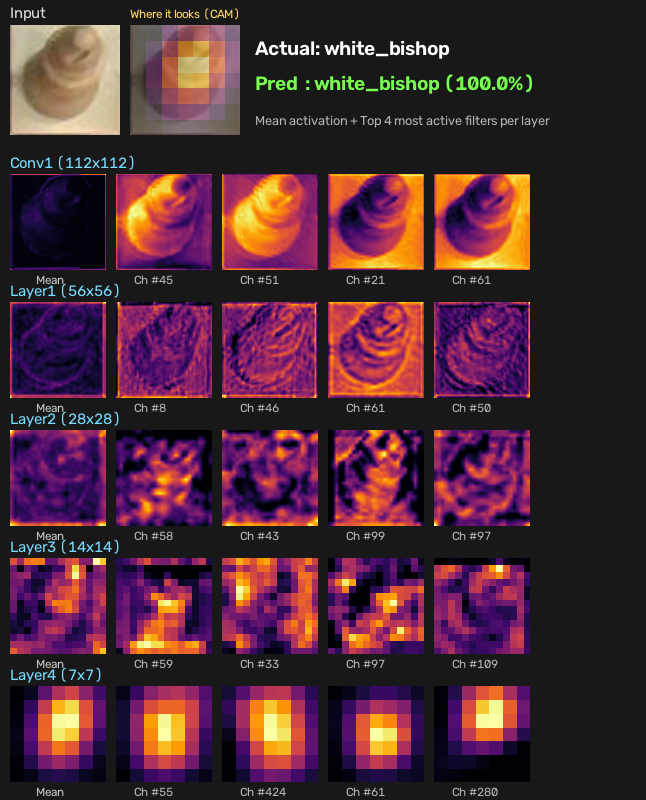 Input
Where it looks (CAM)
Actual: white_bishop
Pred : white_bishop (100.0%)
Mean activation + Top 4 most active filters per layer
Conv1 (112x112)
Mean
Ch #45
Ch #51
Ch #21
Ch #61
Layer1 (56x56)
Mean
Ch #8
Ch #46
Ch #61
Ch #50
Layer2 (28x28)
Mean
Ch #58
Ch #43
Ch #99
Ch #97
Layer3 (14x14)
Mean
Ch #59
Ch #33
Ch #97
Ch #109
Layer4 (7x7)
Mean
Ch #55
Ch #424
Ch #61
Ch #280